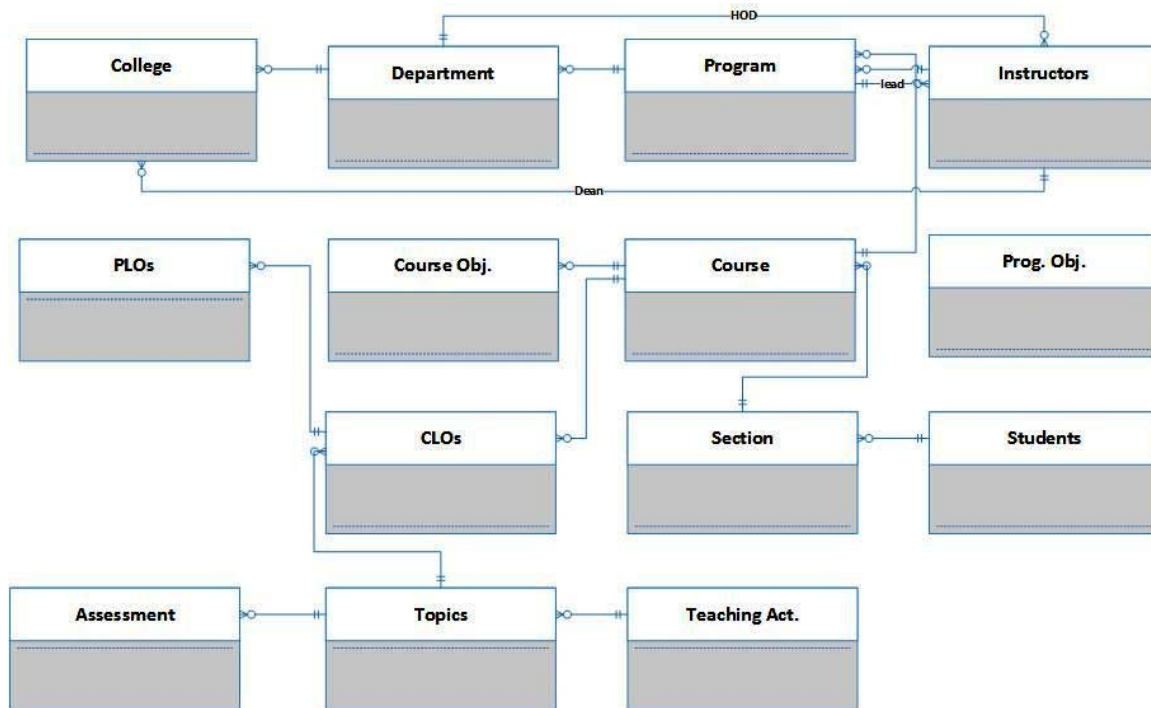 HOD
College
Department
Program
Instructors
lead
Dean
PLOs
Course Obj.
Course
Prog. Obj.
CLOs
Section
Students
Assessment
Topics
Teaching Act.